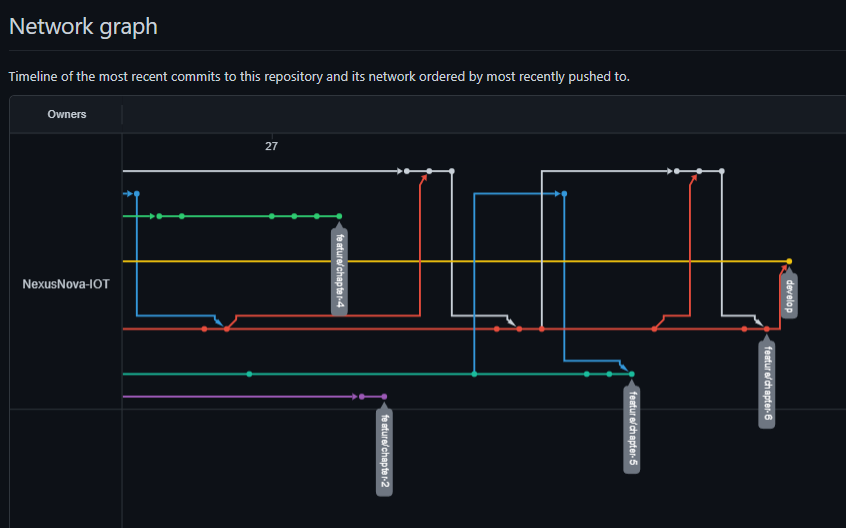 Network graph
Timeline of the most recent commits to this repository and its network ordered by most recently pushed to.
Owners
27
NexusNova-IOT
feature/chapter-4
develop
feature/chapter-6
feature/chapter-5
feature/chapter-2